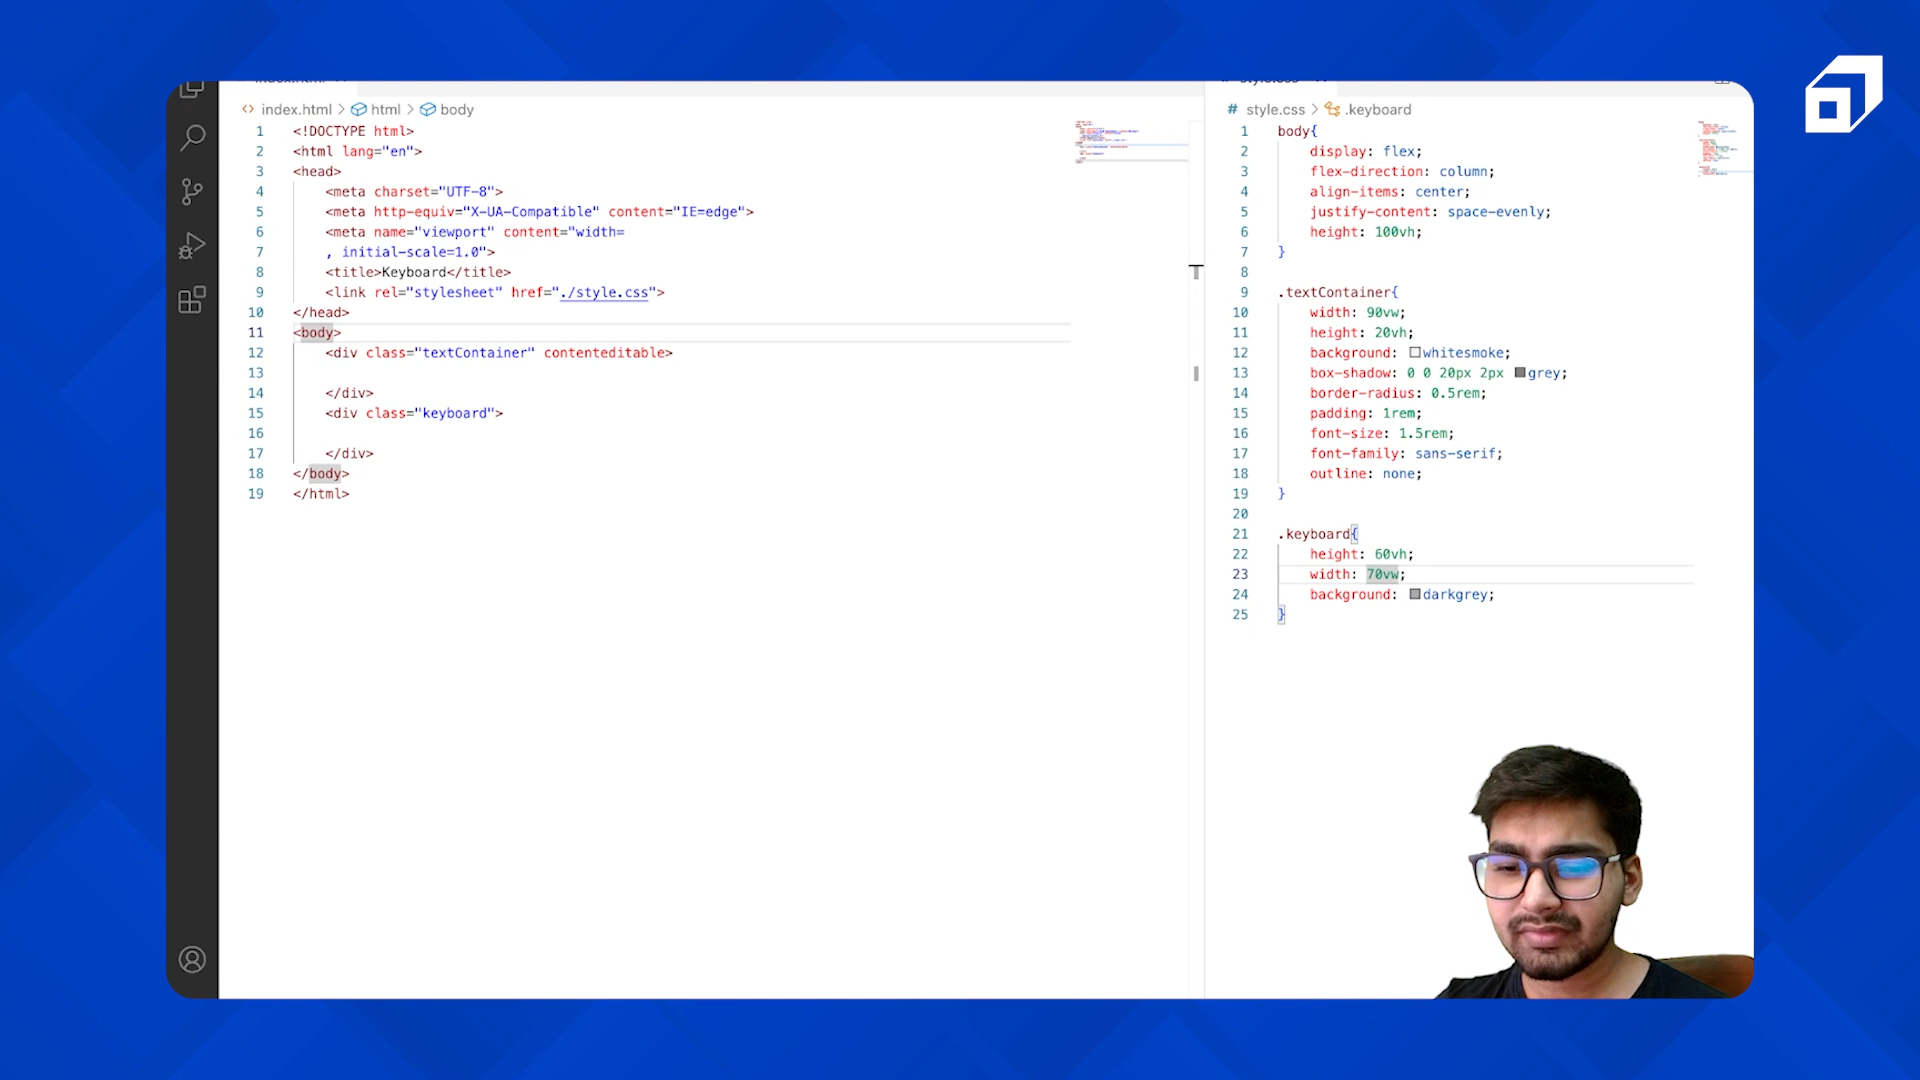 index.html > html > body
1 <!DOCTYPE html>
2 <html lang="en">
3 <head>
4 <meta charset="UTF-8">
5 <meta http-equiv="X-UA-Compatible" content="IE=edge">
6 <meta name="viewport" content="width=
7 , initial-scale=1.0">
8 <title>Keyboard</title>
9 <link rel="stylesheet" href="./style.css">
10 </head>
11 <body>
12 <div class="textContainer" contenteditable>
13
14 </div>
15 <div class="keyboard">
16
17 </div>
18 </body>
19 </html>
# style.css > .keyboard
1 body{
2 display: flex;
3 flex-direction: column;
4 align-items: center;
5 justify-content: space-evenly;
6 height: 100vh;
7 }
8
9 .textContainer{
10 width: 90vw;
11 height: 20vh;
12 background: whitesmoke;
13 box-shadow: 0 0 20px 2px grey;
14 border-radius: 0.5rem;
15 padding: 1rem;
16 font-size: 1.5rem;
17 font-family: sans-serif;
18 outline: none;
19 }
20
21 .keyboard{
22 height: 60vh;
23 width: 70vw;
24 background: darkgrey;
25 }